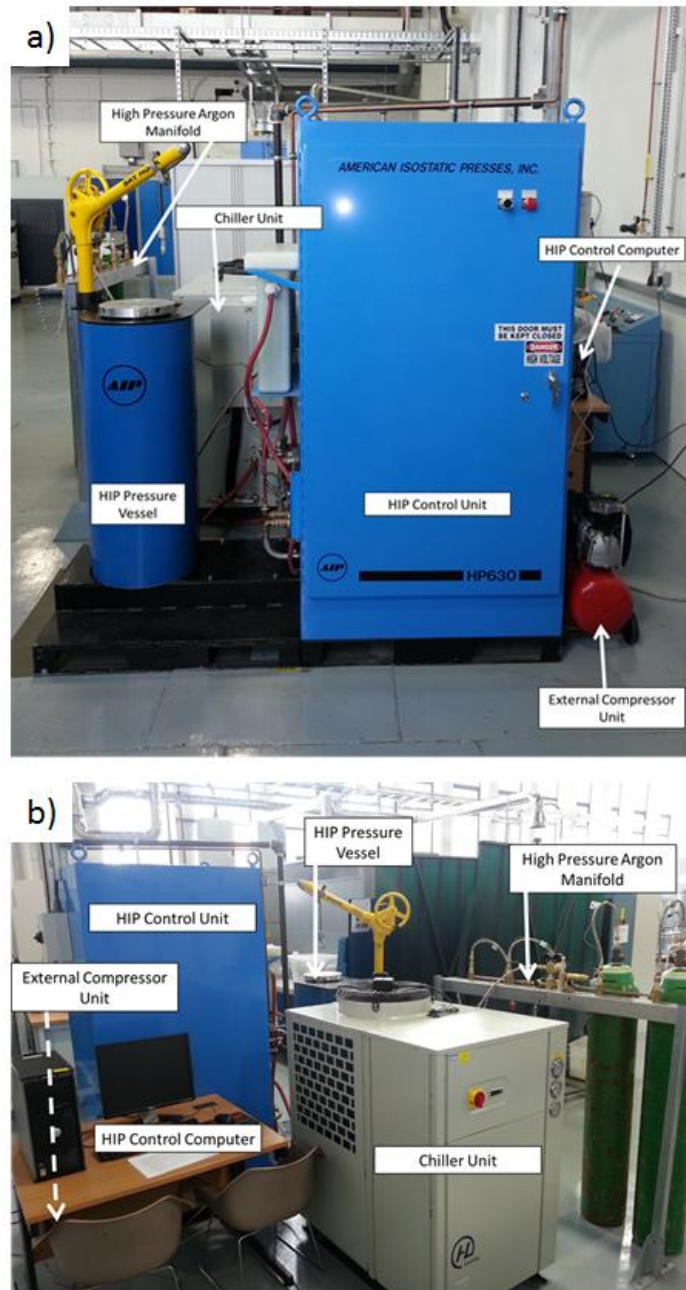 a)
High Pressure Argon
Manifold
SKY HOOK
AMERICAN ISOSTATIC PRESSES, INC.
Chiller Unit
HIP Control
Computer
THIS DOOR MUST
BE KEPT CLOSED
DANGER
HIGH VOLTAGE
AIP
HIP Pressure
Vessel
HIP Control Unit
AIP
HP630
External Compressor
Unit
b)
HIP Pressure
Vessel
High Pressure Argon
Manifold
HIP Control Unit
External Compressor
Unit
HIP Control Computer
Chiller Unit